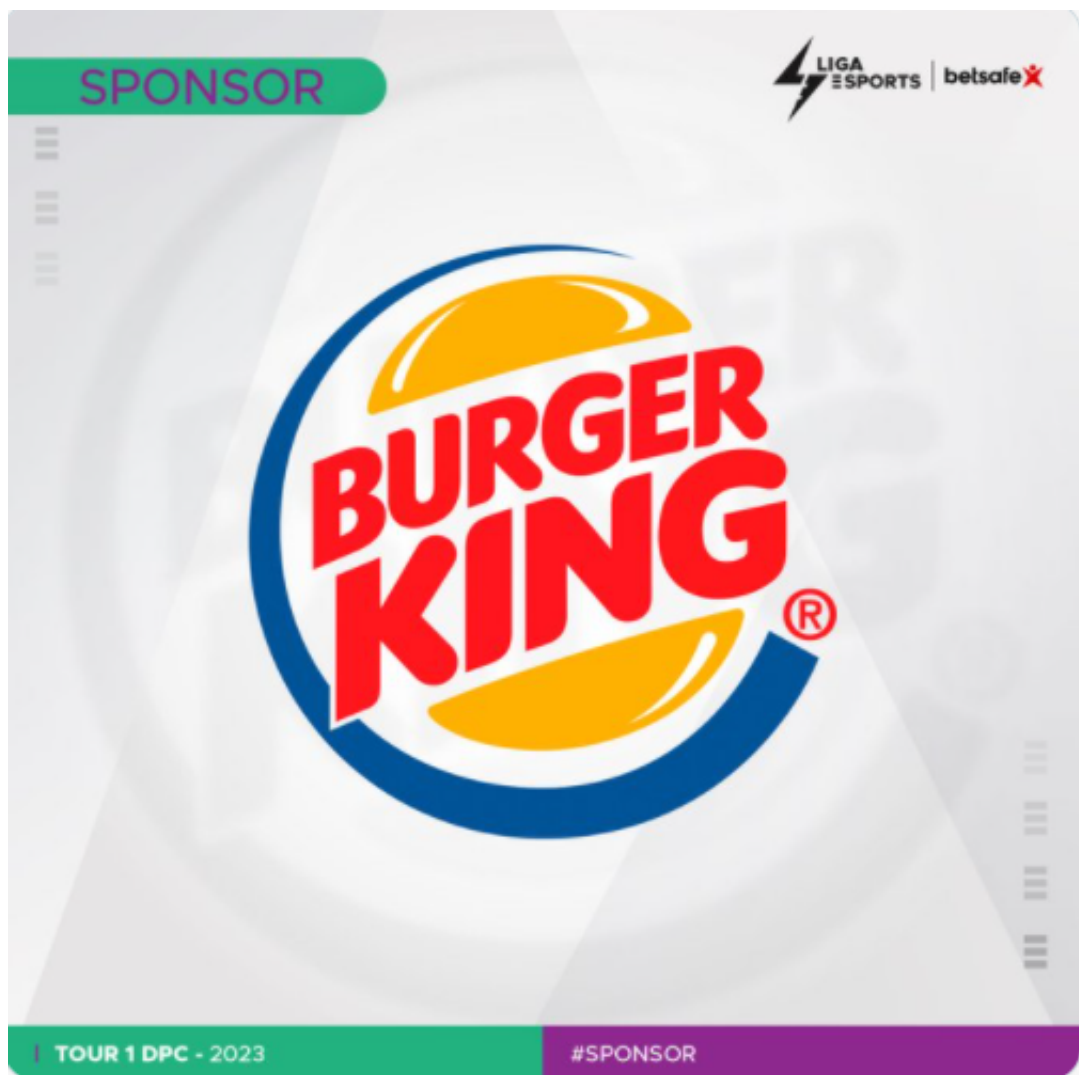 SPONSOR
LIGA
ESPORTS
betsafe
BURGER
KING
®
TOUR 1 DPC - 2023
#SPONSOR